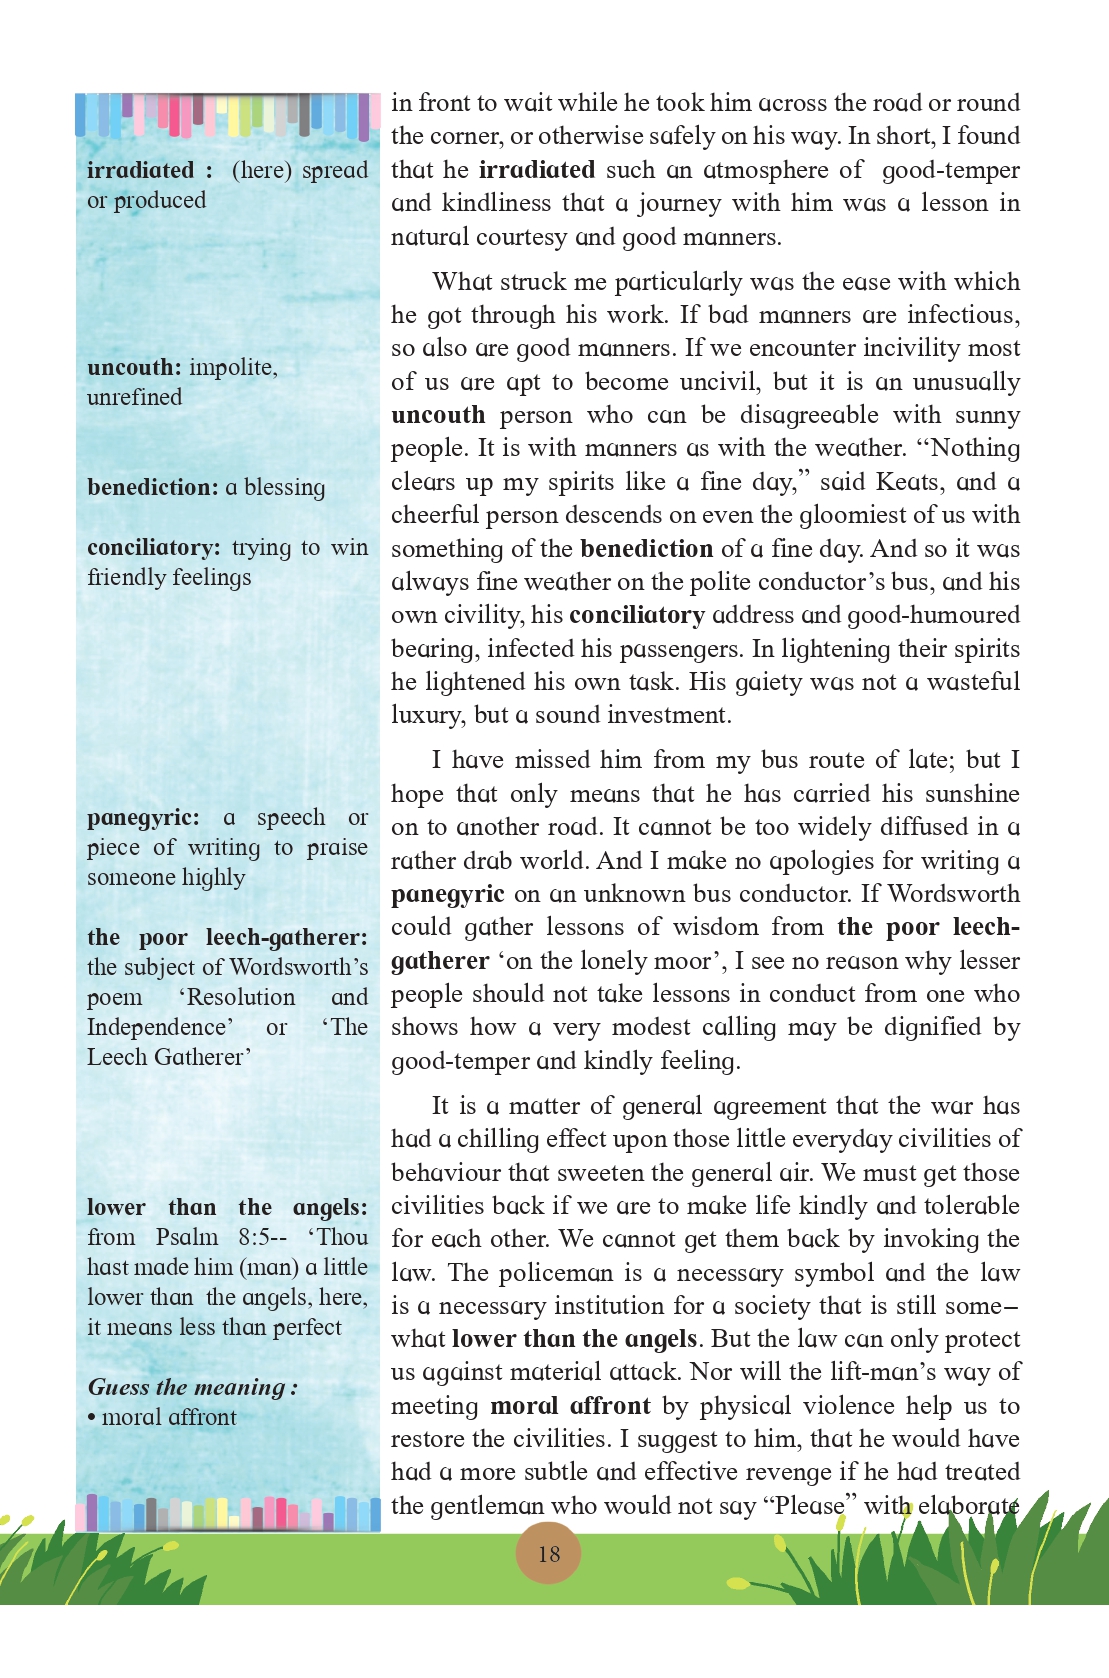 irradiated : (here) spread
or produced
uncouth: impolite,
unrefined
benediction: a blessing
conciliatory: trying to win
friendly feelings
panegyric: a speech or
piece of writing to praise
someone highly
the poor leech-gatherer:
the subject of Wordsworth’s
poem ‘Resolution and
Independence’ or ‘The
Leech Gatherer’
lower than the angels:
from Psalm 8:5-- ‘Thou
hast made him (man) a little
lower than the angels, here,
it means less than perfect
Guess the meaning :
• moral affront
in front to wait while he took him across the road or round
the corner, or otherwise safely on his way. In short, I found
that he irradiated such an atmosphere of good-temper
and kindliness that a journey with him was a lesson in
natural courtesy and good manners.
What struck me particularly was the ease with which
he got through his work. If bad manners are infectious,
so also are good manners. If we encounter incivility most
of us are apt to become uncivil, but it is an unusually
uncouth person who can be disagreeable with sunny
people. It is with manners as with the weather. “Nothing
clears up my spirits like a fine day,” said Keats, and a
cheerful person descends on even the gloomiest of us with
something of the benediction of a fine day. And so it was
always fine weather on the polite conductor’s bus, and his
own civility, his conciliatory address and good-humoured
bearing, infected his passengers. In lightening their spirits
he lightened his own task. His gaiety was not a wasteful
luxury, but a sound investment.
I have missed him from my bus route of late; but I
hope that only means that he has carried his sunshine
on to another road. It cannot be too widely diffused in a
rather drab world. And I make no apologies for writing a
panegyric on an unknown bus conductor. If Wordsworth
could gather lessons of wisdom from the poor leech-
gatherer ‘on the lonely moor’, I see no reason why lesser
people should not take lessons in conduct from one who
shows how a very modest calling may be dignified by
good-temper and kindly feeling.
It is a matter of general agreement that the war has
had a chilling effect upon those little everyday civilities of
behaviour that sweeten the general air. We must get those
civilities back if we are to make life kindly and tolerable
for each other. We cannot get them back by invoking the
law. The policeman is a necessary symbol and the law
is a necessary institution for a society that is still some–
what lower than the angels. But the law can only protect
us against material attack. Nor will the lift-man’s way of
meeting moral affront by physical violence help us to
restore the civilities. I suggest to him, that he would have
had a more subtle and effective revenge if he had treated
the gentleman who would not say “Please” with elaborate
18